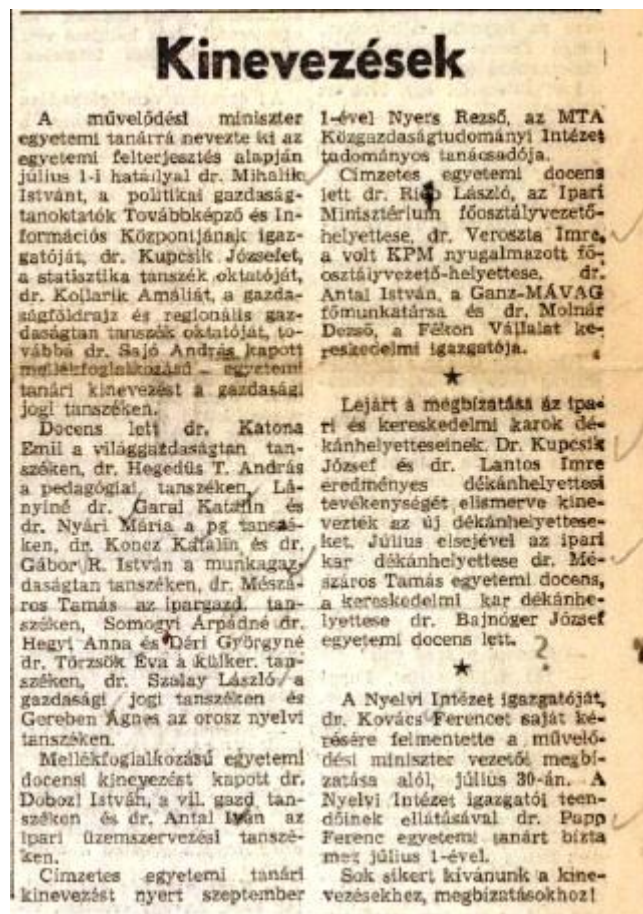 Kinevezések
A művelődési miniszter
egyetemi tanárrá nevezte ki az
egyetemi felterjesztés alapján
július 1-i hatállyal dr. Mihalik
Istvánt, a politikai gazdaság-
tanoktatók Továbbképző és In-
formációs Központjának igaz-
gatóját, dr. Kupcsik Józsefet,
a statisztika tanszék oktatóját,
dr. Kollarik Amáliát, a gazda-
ságföldrajz és regionális gaz-
daságtan tanszék oktatóját, to-
vábbá dr. Sajó András kapott
mellékfoglalkozású — egyetemi
tanári kinevezést a gazdasági
jogi tanszéken.
Docens lett dr. Katona
Emil a világgazdaságtan tan-
széken, dr. Hegedüs T. András
a pedagógiai tanszéken, Lá-
nyiné dr. Garai Katalin és
dr. Nyári Mária a pg tanszé-
ken, dr. Koncz Katalin és dr.
Gábor R. István a munkagaz-
daságtan tanszéken, dr. Mészá-
ros Tamás az ipargazd. tan-
széken, Somogyi Árpádné dr.
Hegyi Anna és Déri Györgyné
dr. Törzsök Éva a külker. tan-
széken, dr. Szalay László a
gazdasági jogi tanszéken és
Gereben Ágnes az orosz nyelvi
tanszéken.
Mellékfoglalkozású egyetemi
docensi kinevezést kapott dr.
Dobozi István, a vil. gazd. tan-
széken és dr. Antal Iván az
ipari üzemszervezési tanszé-
ken.
Címzetes egyetemi tanári
kinevezést nyert szeptember
1-ével Nyers Rezső, az MTA
Közgazdaságtudományi Intézet
tudományos tanácsadója.
Címzetes egyetemi docens
lett dr. László, az Ipari
Minisztérium főosztályvezető-
helyettese, dr. Veroszta Imre,
a volt KPM nyugalmazott fő-
osztályvezető-helyettese, dr.
Antal István, a Ganz-MÁVAG
főmunkatársa és dr. Molnár
Dezső, a Fékon Vállalat ke-
reskedelmi igazgatója.
★
Lejárt a megbízatása az ipa-
ri és kereskedelmi karok dé-
kánhelyetteseinek. Dr. Kupcsik
József és dr. Lantos Imre
eredményes dékánhelyettesi
tevékenységét elismerve kine-
vezték az új dékánhelyettese-
ket. Július elsejével az ipari
kar dékánhelyettese dr. Mé-
száros Tamás egyetemi docens,
a kereskedelmi kar dékánhe-
lyettese dr. Bajnóger József
egyetemi docens lett.
?
★
A Nyelvi Intézet igazgatóját,
dr. Kovács Ferencet saját ké-
résére felmentette a művelő-
dési miniszter vezetői megbí-
zatása alól, július 30-án. A
Nyelvi Intézet igazgatói teen-
dőinek ellátásával dr. Papp
Ferenc egyetemi tanárt bízta
meg július 1-ével.
Sok sikert kívánunk a kine-
vezésekhez, megbízatásokhoz!